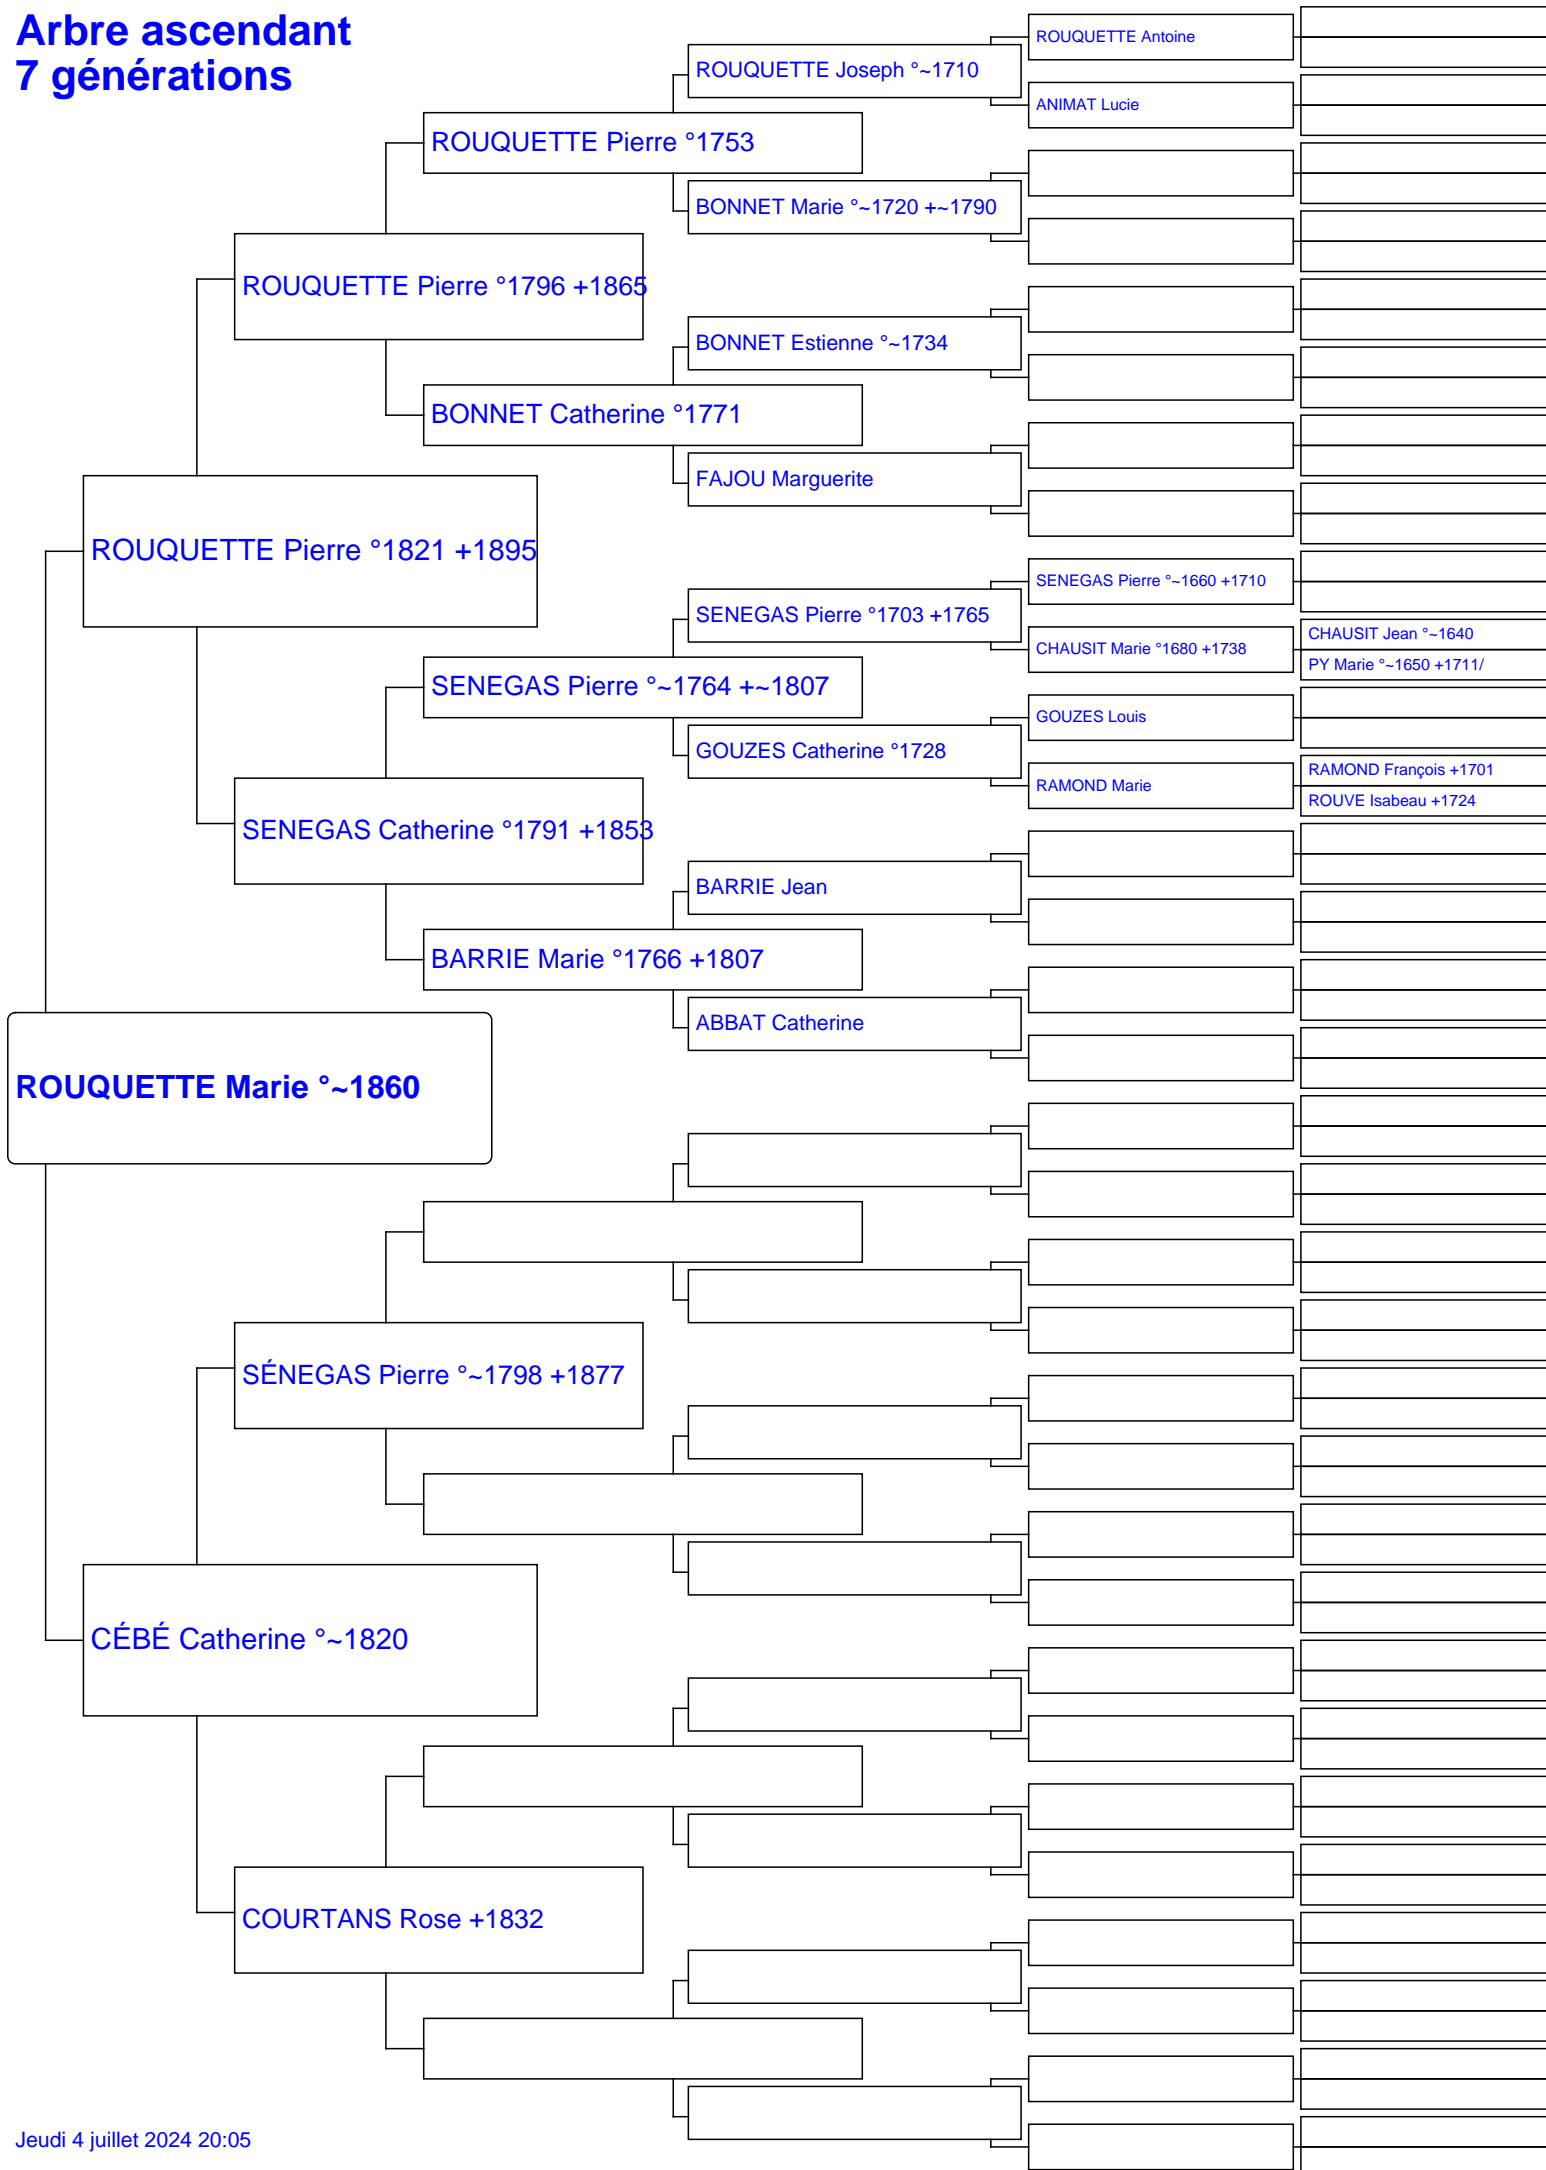 Arbre ascendant
7 générations
ROUQUETTE Antoine
ROUQUETTE Joseph °~1710
ANIMAT Lucie
ROUQUETTE Pierre °1753
BONNET Marie °~1720 +~1790
ROUQUETTE Pierre °1796 +1865
BONNET Estienne °~1734
BONNET Catherine °1771
FAJOU Marguerite
ROUQUETTE Pierre °1821 +1895
SENEGAS Pierre °~1660 +1710
SENEGAS Pierre °1703 +1765
CHAUSIT Jean °~1640
CHAUSIT Marie °1680 +1738
PY Marie °~1650 +1711/
SENEGAS Pierre °~1764 +~1807
GOUZES Louis
GOUZES Catherine °1728
RAMOND François +1701
RAMOND Marie
ROUVE Isabeau +1724
SENEGAS Catherine °1791 +1853
BARRIE Jean
BARRIE Marie °1766 +1807
ABBAT Catherine
ROUQUETTE Marie °~1860
SÉNEGAS Pierre °~1798 +1877
CÉBÉ Catherine °~1820
COURTANS Rose +1832
Jeudi 4 juillet 2024 20:05